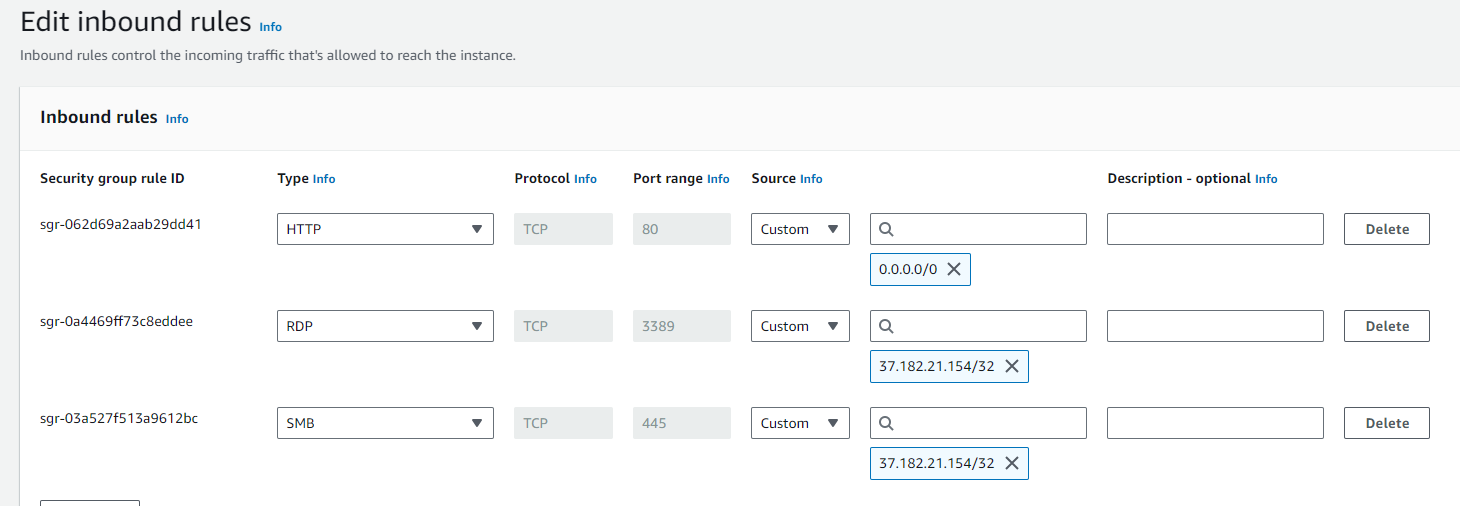 Edit inbound rules Info
Inbound rules control the incoming traffic that's allowed to reach the instance.
Inbound rules Info
Security group rule ID Type Info Protocol Info Port range Info Source Info Description - optional Info
sgr-062d69a2aab29dd41 HTTP TCP 80 Custom Delete
0.0.0.0/0
sgr-0a4469ff73c8eddee RDP TCP 3389 Custom Delete
37.182.21.154/32
sgr-03a527f513a9612bc SMB TCP 445 Custom Delete
37.182.21.154/32